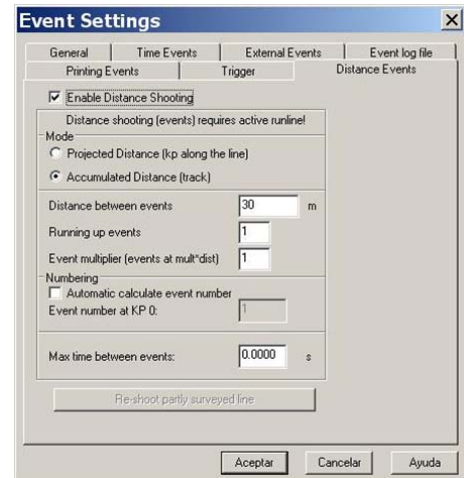 Event Settings
General Time Events External Events Event log file
Printing Events Trigger Distance Events
Enable Distance Shooting
Distance shooting (events) requires active runline!
Mode
Projected Distance (kp along the line)
Accumulated Distance (track)
Distance between events 30 m
Running up events 1
Event multiplier (events at mult*dist) 1
Numbering
Automatic calculate event number
Event number at KP 0: 1
Max time between events: 0.0000 s
Re-shoot partly surveyed line
Aceptar Cancelar Ayuda